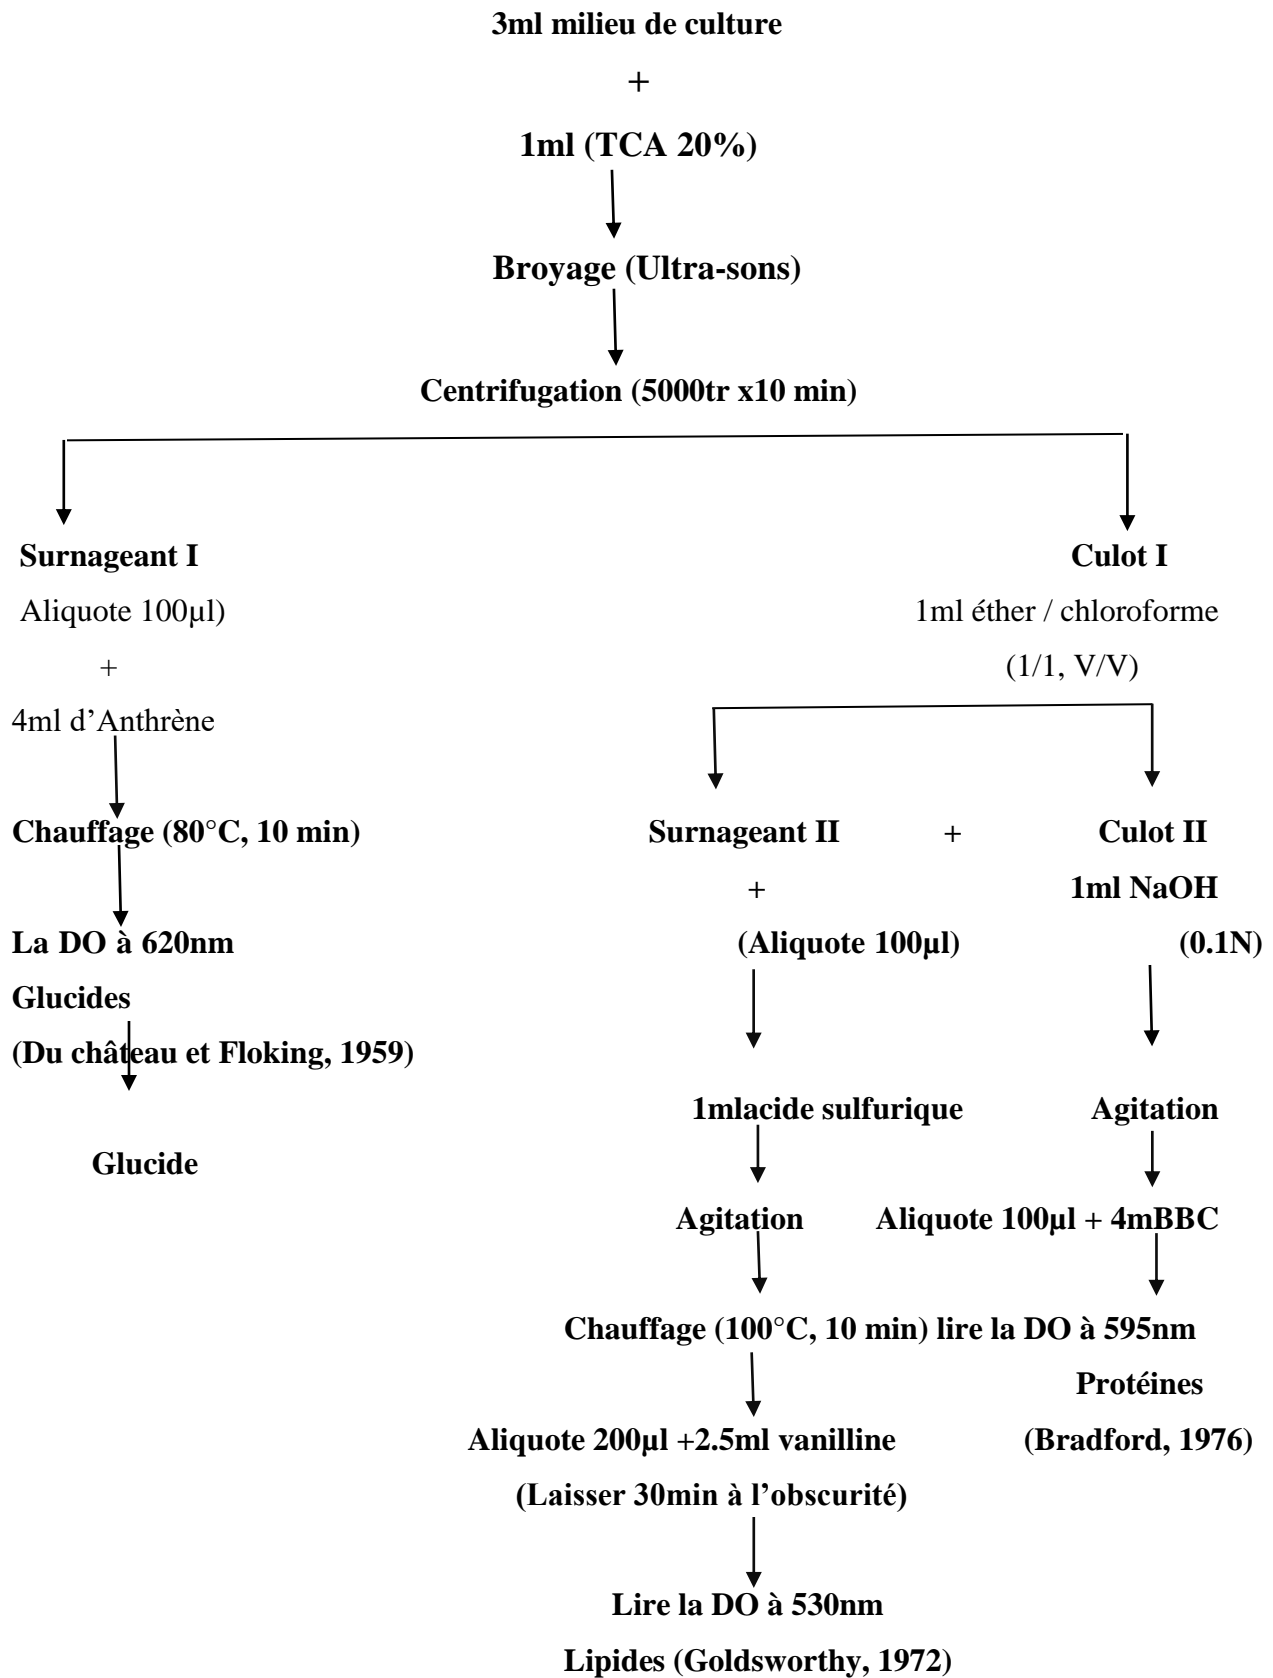 3ml milieu de culture
+
1ml (TCA 20%)
Broyage (Ultra-sons)
Centrifugation (5000tr x10 min)
Surnageant I
Aliquote 100µl)
+
4ml d’Anthrène
Chauffage (80°C, 10 min)
La DO à 620nm
Glucides
(Du château et Floking, 1959)
Glucide
Culot I
1ml éther / chloroforme
(1/1, V/V)
Surnageant II + Culot II
+ 1ml NaOH
(Aliquote 100µl) (0.1N)
1mlacide sulfurique Agitation
Agitation Aliquote 100µl + 4mBBC
Chauffage (100°C, 10 min) lire la DO à 595nm
Protéines
Aliquote 200µl +2.5ml vanilline (Bradford, 1976)
(Laisser 30min à l’obscurité)
Lire la DO à 530nm
Lipides (Goldsworthy, 1972)